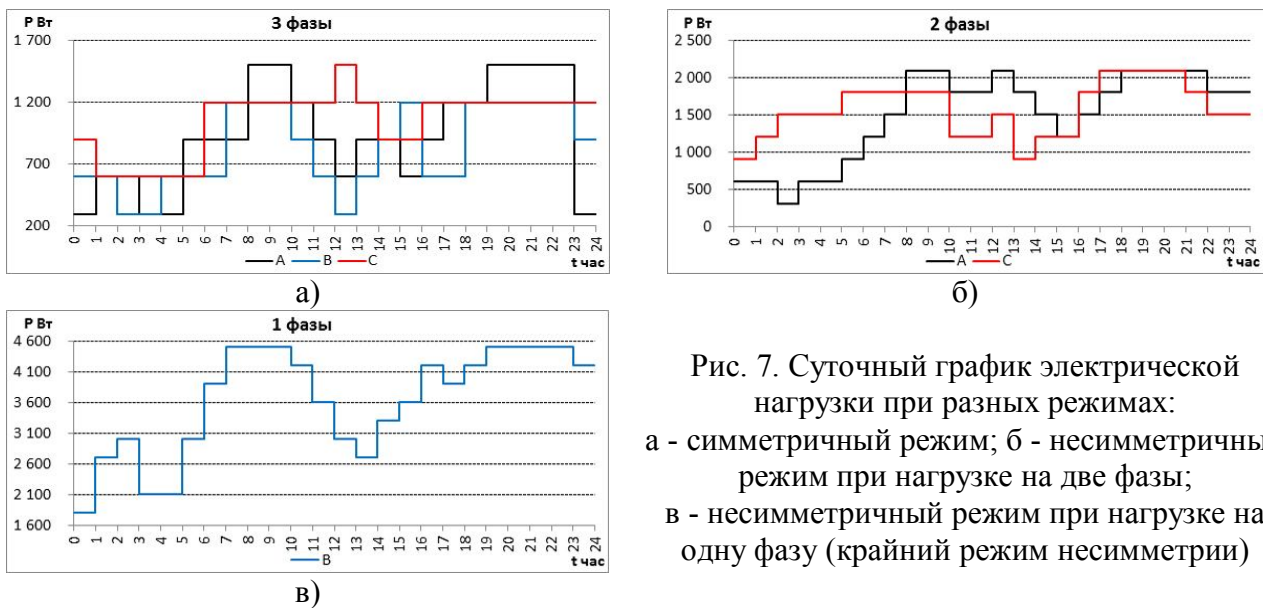 3 фазы
P Вт
1 700
1 200
700
200
0 1 2 3 4 5 6 7 8 9 10 11 12 13 14 15 16 17 18 19 20 21 22 23 24
A B C
t час
а)
2 фазы
P Вт
2 500
2 000
1 500
1 000
500
0
0 1 2 3 4 5 6 7 8 9 10 11 12 13 14 15 16 17 18 19 20 21 22 23 24
A C
t час
б)
1 фазы
P Вт
4 600
4 100
3 600
3 100
2 600
2 100
1 600
0 1 2 3 4 5 6 7 8 9 10 11 12 13 14 15 16 17 18 19 20 21 22 23 24
B
t час
в)
Рис. 7. Суточный график электрической
нагрузки при разных режимах:
а - симметричный режим; б - несимметричны
режим при нагрузке на две фазы;
в - несимметричный режим при нагрузке на
одну фазу (крайний режим несимметрии)